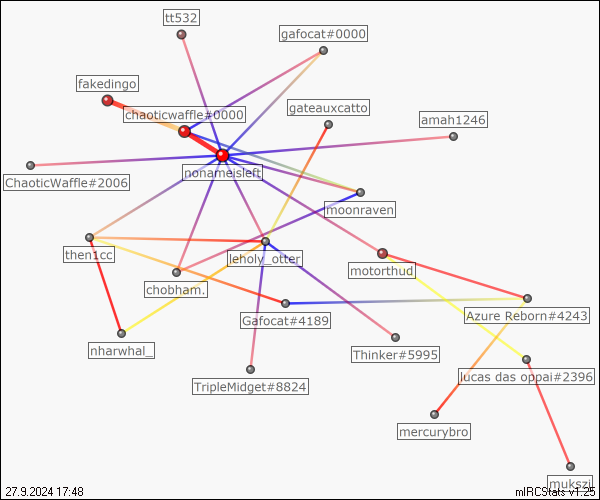 tt532
gafocat#0000
fakedingo
gateauxcatto
chaoticwaffle#0000
amah1246
nonameisleft
ChaoticWaffle#2006
moonraven
then1cc
leholy_otter
motorthud
chobham.
Gafocat#4189
Azure Reborn#4243
nharwhal_
Thinker#5995
lucas das oppai#2396
TripleMidget#8824
mercurybro
mukszi
27.9.2024 17:48
mIRCStats v1.25